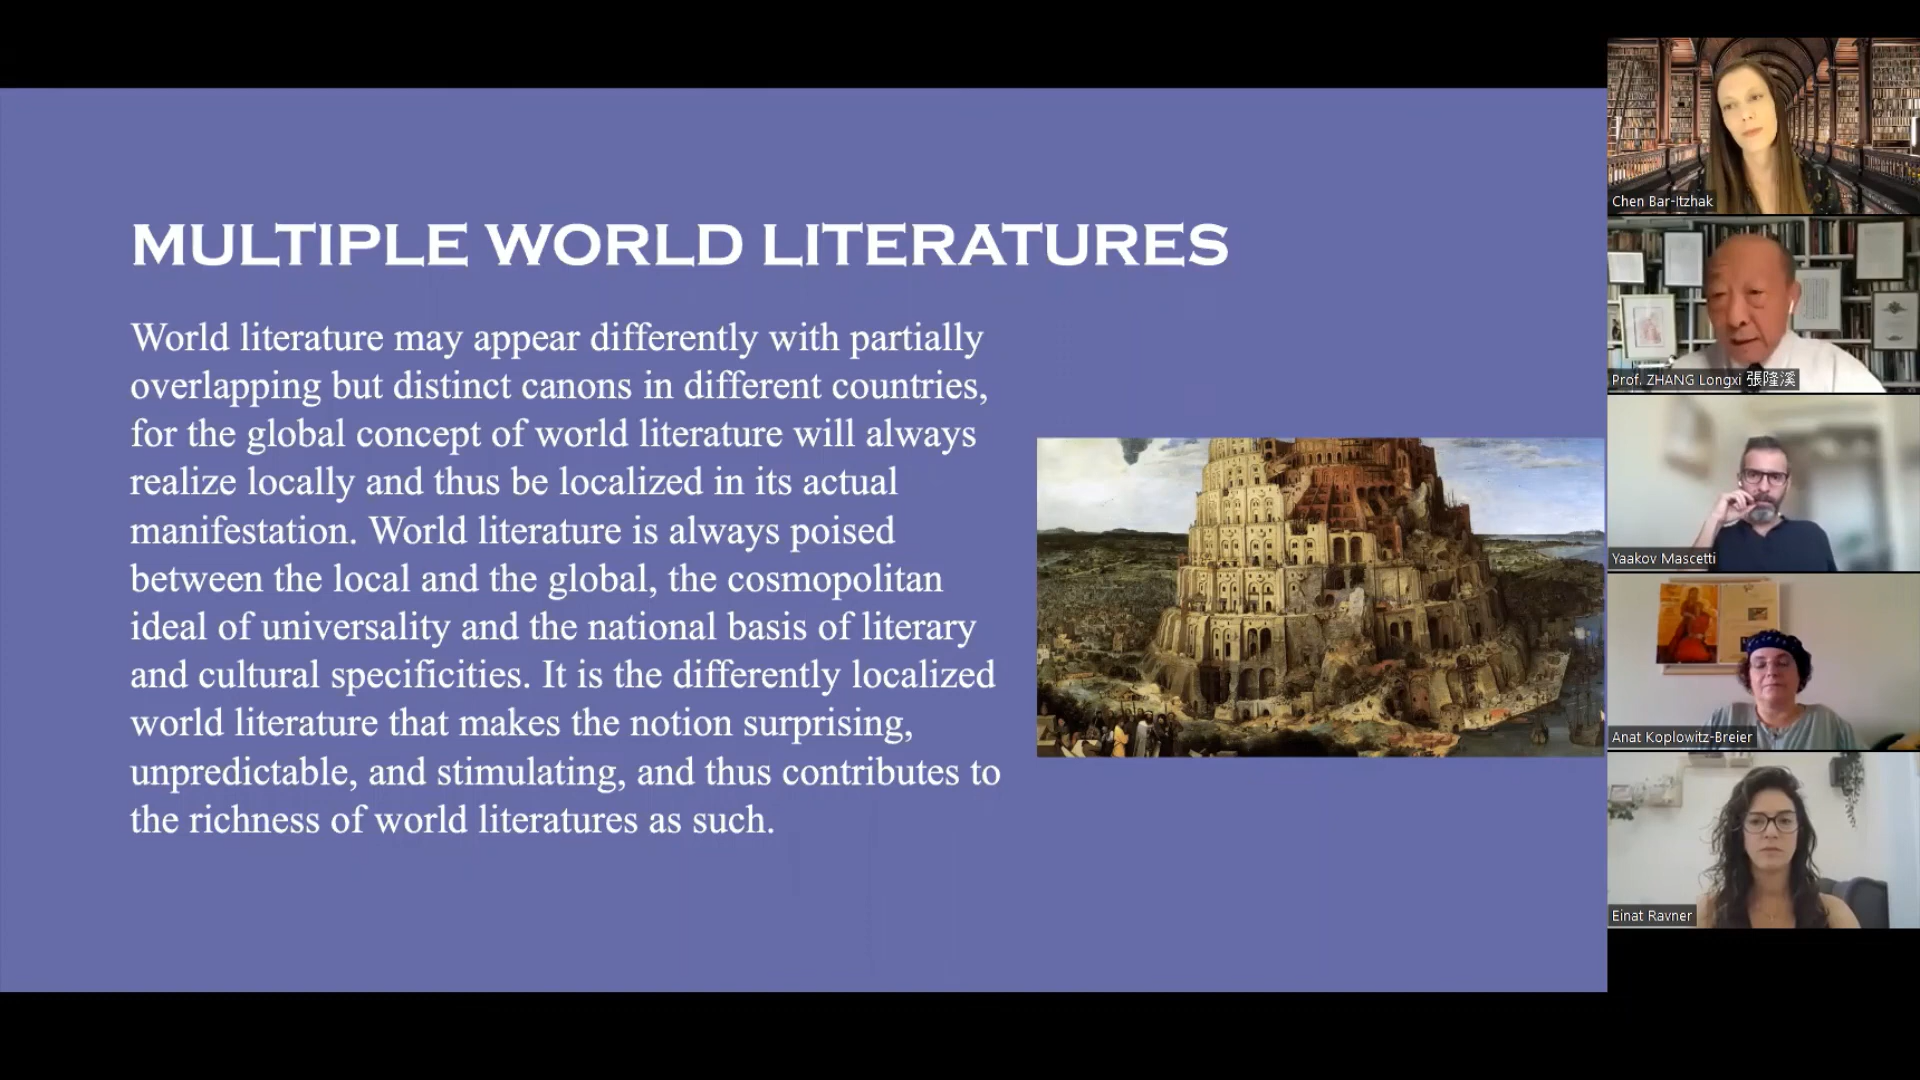 MULTIPLE WORLD LITERATURES
World literature may appear differently with partially
overlapping but distinct canons in different countries,
for the global concept of world literature will always
realize locally and thus be localized in its actual
manifestation. World literature is always poised
between the local and the global, the cosmopolitan
ideal of universality and the national basis of literary
and cultural specificities. It is the differently localized
world literature that makes the notion surprising,
unpredictable, and stimulating, and thus contributes to
the richness of world literatures as such.
Chen Bar-Itzhak
Prof. ZHANG Longxi 張隆溪
Yaakov Mascetti
Anat Koplowitz-Breier
Einat Ravner